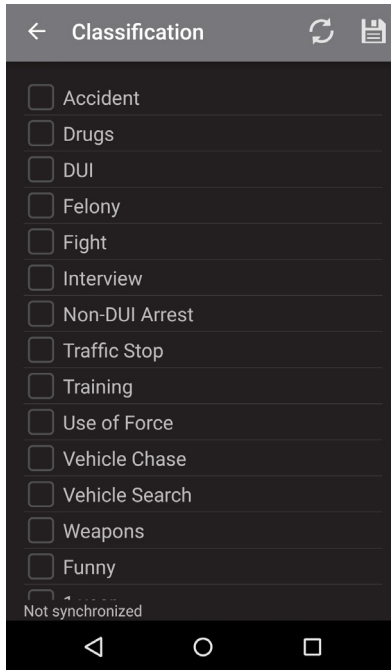 Classification
Accident
Drugs
DUI
Felony
Fight
Interview
Non-DUI Arrest
Traffic Stop
Training
Use of Force
Vehicle Chase
Vehicle Search
Weapons
Funny
Not synchronized